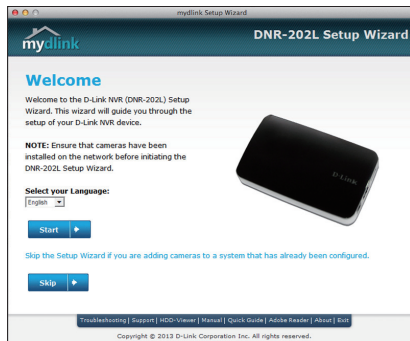 mydlink Setup Wizard
mydlink
DNR-202L Setup Wizard
Welcome
Welcome to the D-Link NVR (DNR-202L) Setup
Wizard. This wizard will guide you through the
setup of your D-Link NVR device.
NOTE: Ensure that cameras have been
installed on the network before initiating the
DNR-202L Setup Wizard.
D-Link
Select your Language:
English
Start
Skip the Setup Wizard if you are adding cameras to a system that has already been configured.
Skip
Troubleshooting | Support | HDD-Viewer | Manual | Quick Guide | Adobe Reader | About | Exit
Copyright © 2013 D-Link Corporation Inc. All rights reserved.